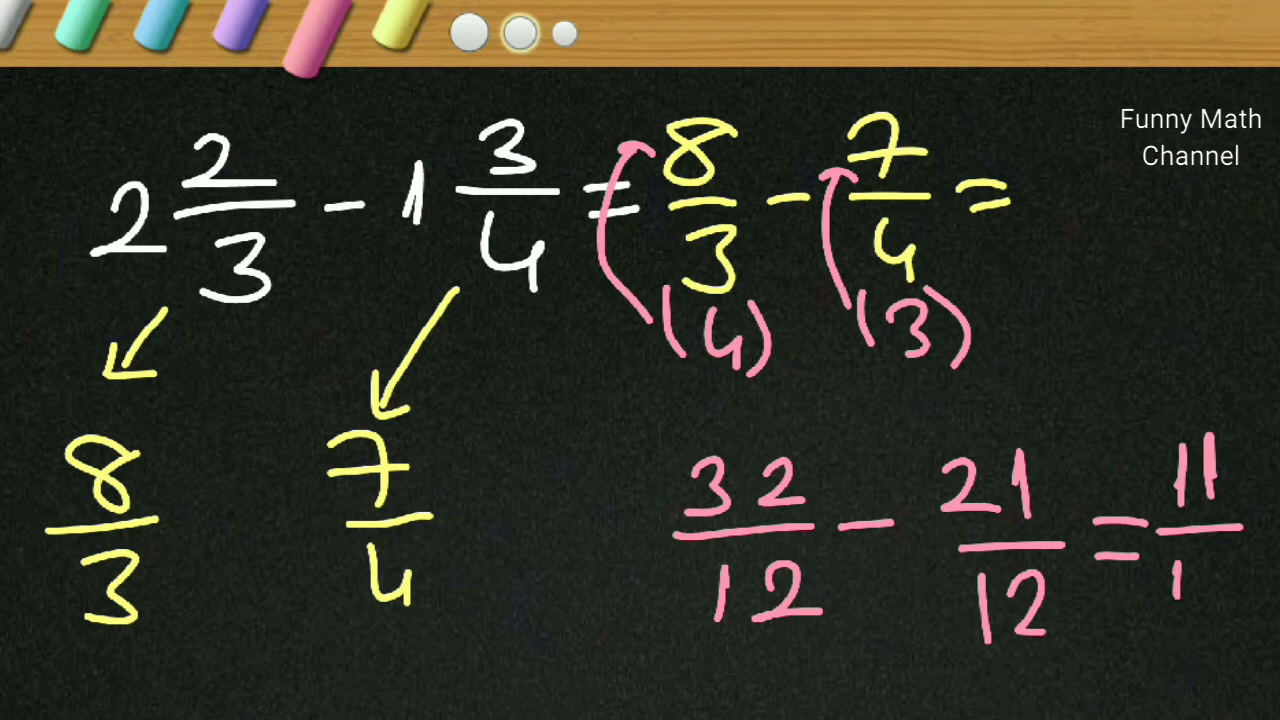 Funny Math
Channel
2 2/3 - 1 3/4 = 8/3 - 7/4 =
(4) (3)
8/3 7/4
32/12 - 21/12 = 11/1